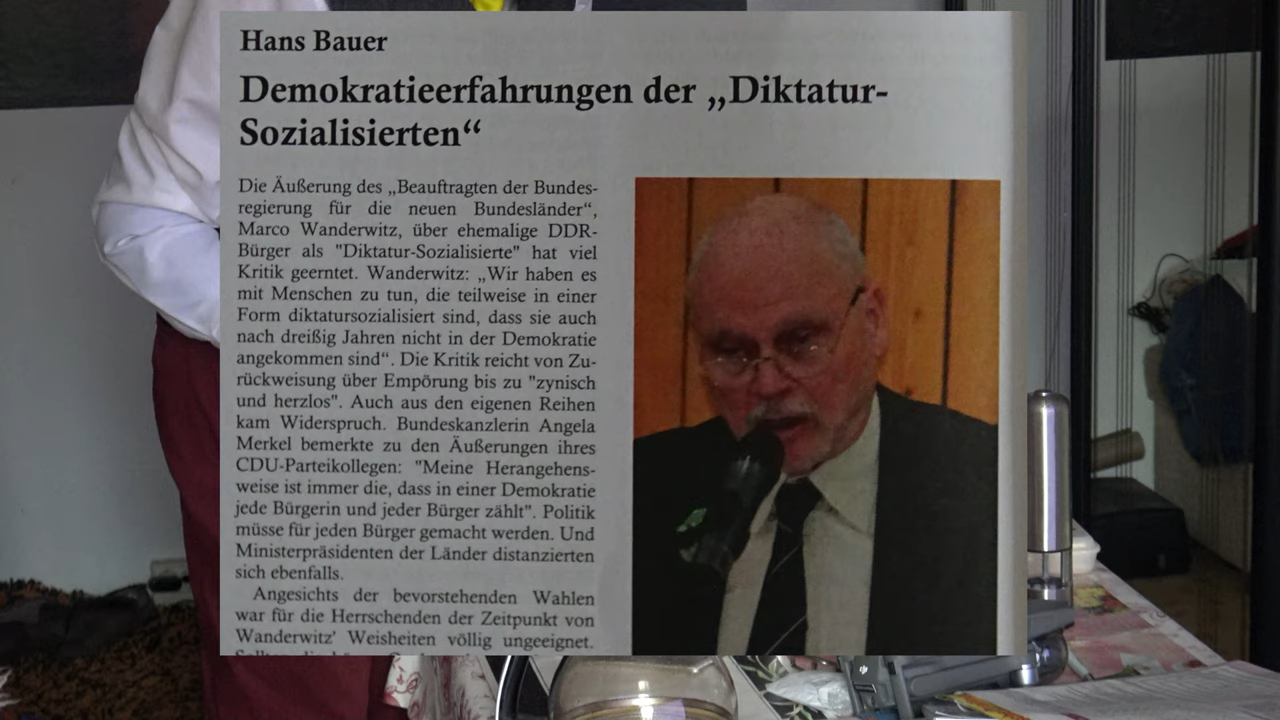 Hans Bauer
Demokratieerfahrungen der „Diktatur-
Sozialisierten“
Die Äußerung des „Beauftragten der Bundes-
regierung für die neuen Bundesländer“,
Marco Wanderwitz, über ehemalige DDR-
Bürger als "Diktatur-Sozialisierte" hat viel
Kritik geerntet. Wanderwitz: „Wir haben es
mit Menschen zu tun, die teilweise in einer
Form diktatursozialisiert sind, dass sie auch
nach dreißig Jahren nicht in der Demokratie
angekommen sind“. Die Kritik reicht von Zu-
rückweisung über Empörung bis zu "zynisch
und herzlos". Auch aus den eigenen Reihen
kam Widerspruch. Bundeskanzlerin Angela
Merkel bemerkte zu den Äußerungen ihres
CDU-Parteikollegen: "Meine Herangehens-
weise ist immer die, dass in einer Demokratie
jede Bürgerin und jeder Bürger zählt". Politik
müsse für jeden Bürger gemacht werden. Und
Ministerpräsidenten der Länder distanzierten
sich ebenfalls.
Angesichts der bevorstehenden Wahlen
war für die Herrschenden der Zeitpunkt von
Wanderwitz' Weisheiten völlig ungeeignet.